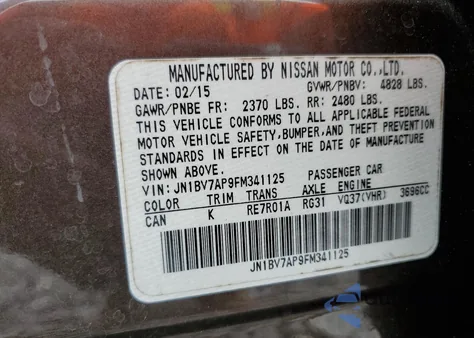 MANUFACTURED BY NISSAN MOTOR CO.,LTD.
DATE: 02/15 GVWR/PNBV: 4828 LBS.
GAWR/PNBE FR: 2370 LBS. RR: 2480 LBS.
THIS VEHICLE CONFORMS TO ALL APPLICABLE FEDERAL
MOTOR VEHICLE SAFETY,BUMPER,AND THEFT PREVENTION
STANDARDS IN EFFECT ON THE DATE OF MANUFACTURE
SHOWN ABOVE.
VIN: JN1BV7AP9FM341125 PASSENGER CAR
COLOR TRIM TRANS AXLE ENGINE
CAN K RE7R01A RG31 VQ37(VHR) 3696CC
JN1BV7AP9FM341125